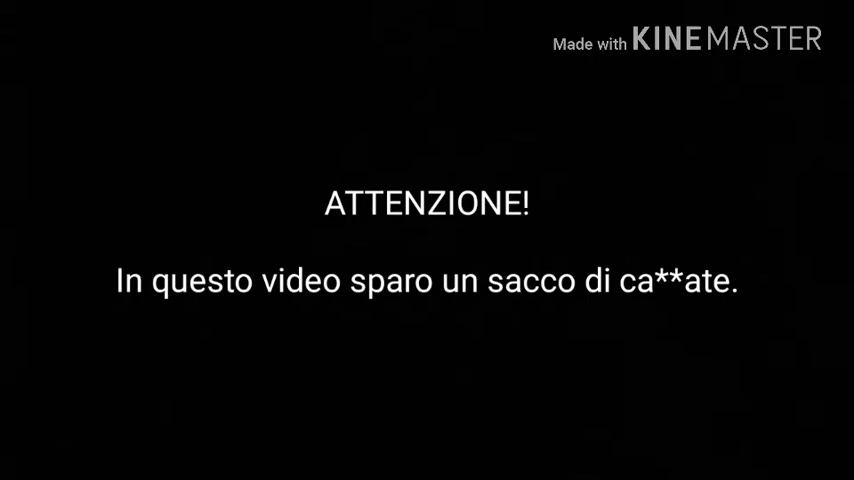 Made with KINEMASTER
ATTENZIONE!
In questo video sparo un sacco di ca**ate.